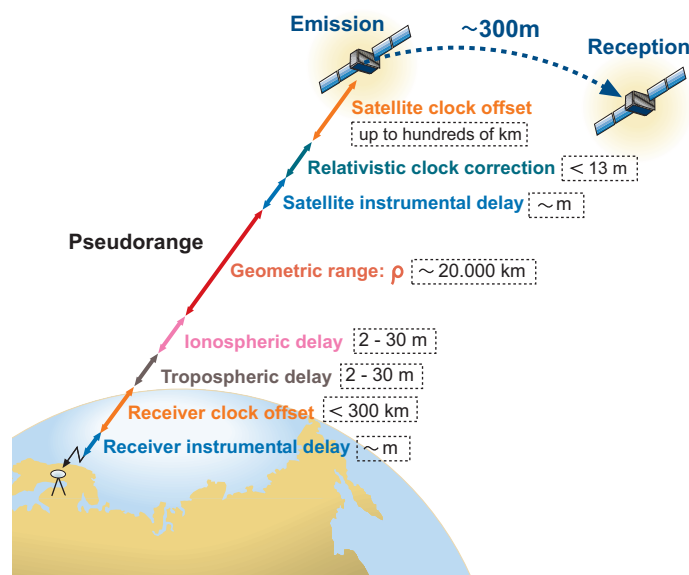 Emission
~300m
Reception
Satellite clock offset
up to hundreds of km
Relativistic clock correction < 13 m
Satellite instrumental delay ~m
Pseudorange
Geometric range: ρ ~ 20.000 km
Ionospheric delay 2 - 30 m
Tropospheric delay 2 - 30 m
Receiver clock offset < 300 km
Receiver instrumental delay ~m